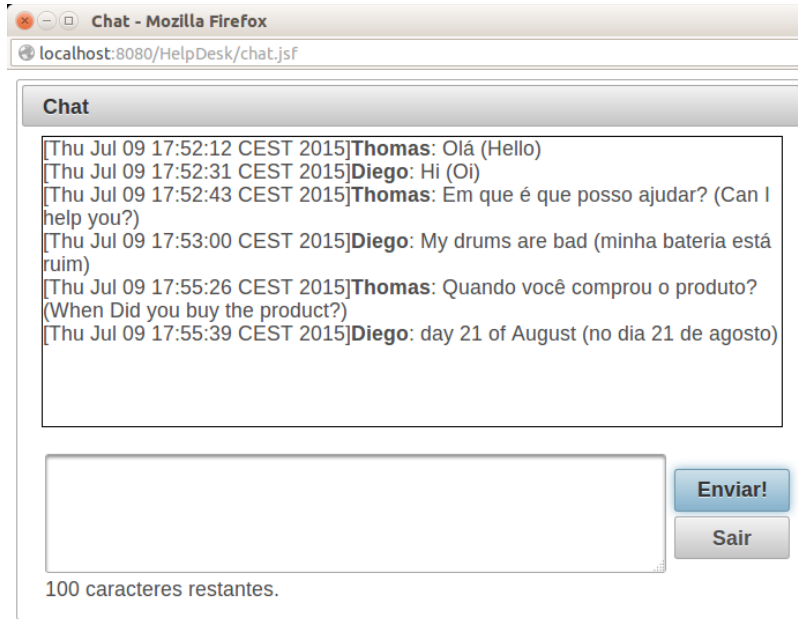 Chat - Mozilla Firefox
localhost:8080/HelpDesk/chat.jsf
Chat
[Thu Jul 09 17:52:12 CEST 2015]Thomas: Olá (Hello)
[Thu Jul 09 17:52:31 CEST 2015]Diego: Hi (Oi)
[Thu Jul 09 17:52:43 CEST 2015]Thomas: Em que é que posso ajudar? (Can I
help you?)
[Thu Jul 09 17:53:00 CEST 2015]Diego: My drums are bad (minha bateria está
ruim)
[Thu Jul 09 17:55:26 CEST 2015]Thomas: Quando você comprou o produto?
(When Did you buy the product?)
[Thu Jul 09 17:55:39 CEST 2015]Diego: day 21 of August (no dia 21 de agosto)
Enviar!
Sair
100 caracteres restantes.